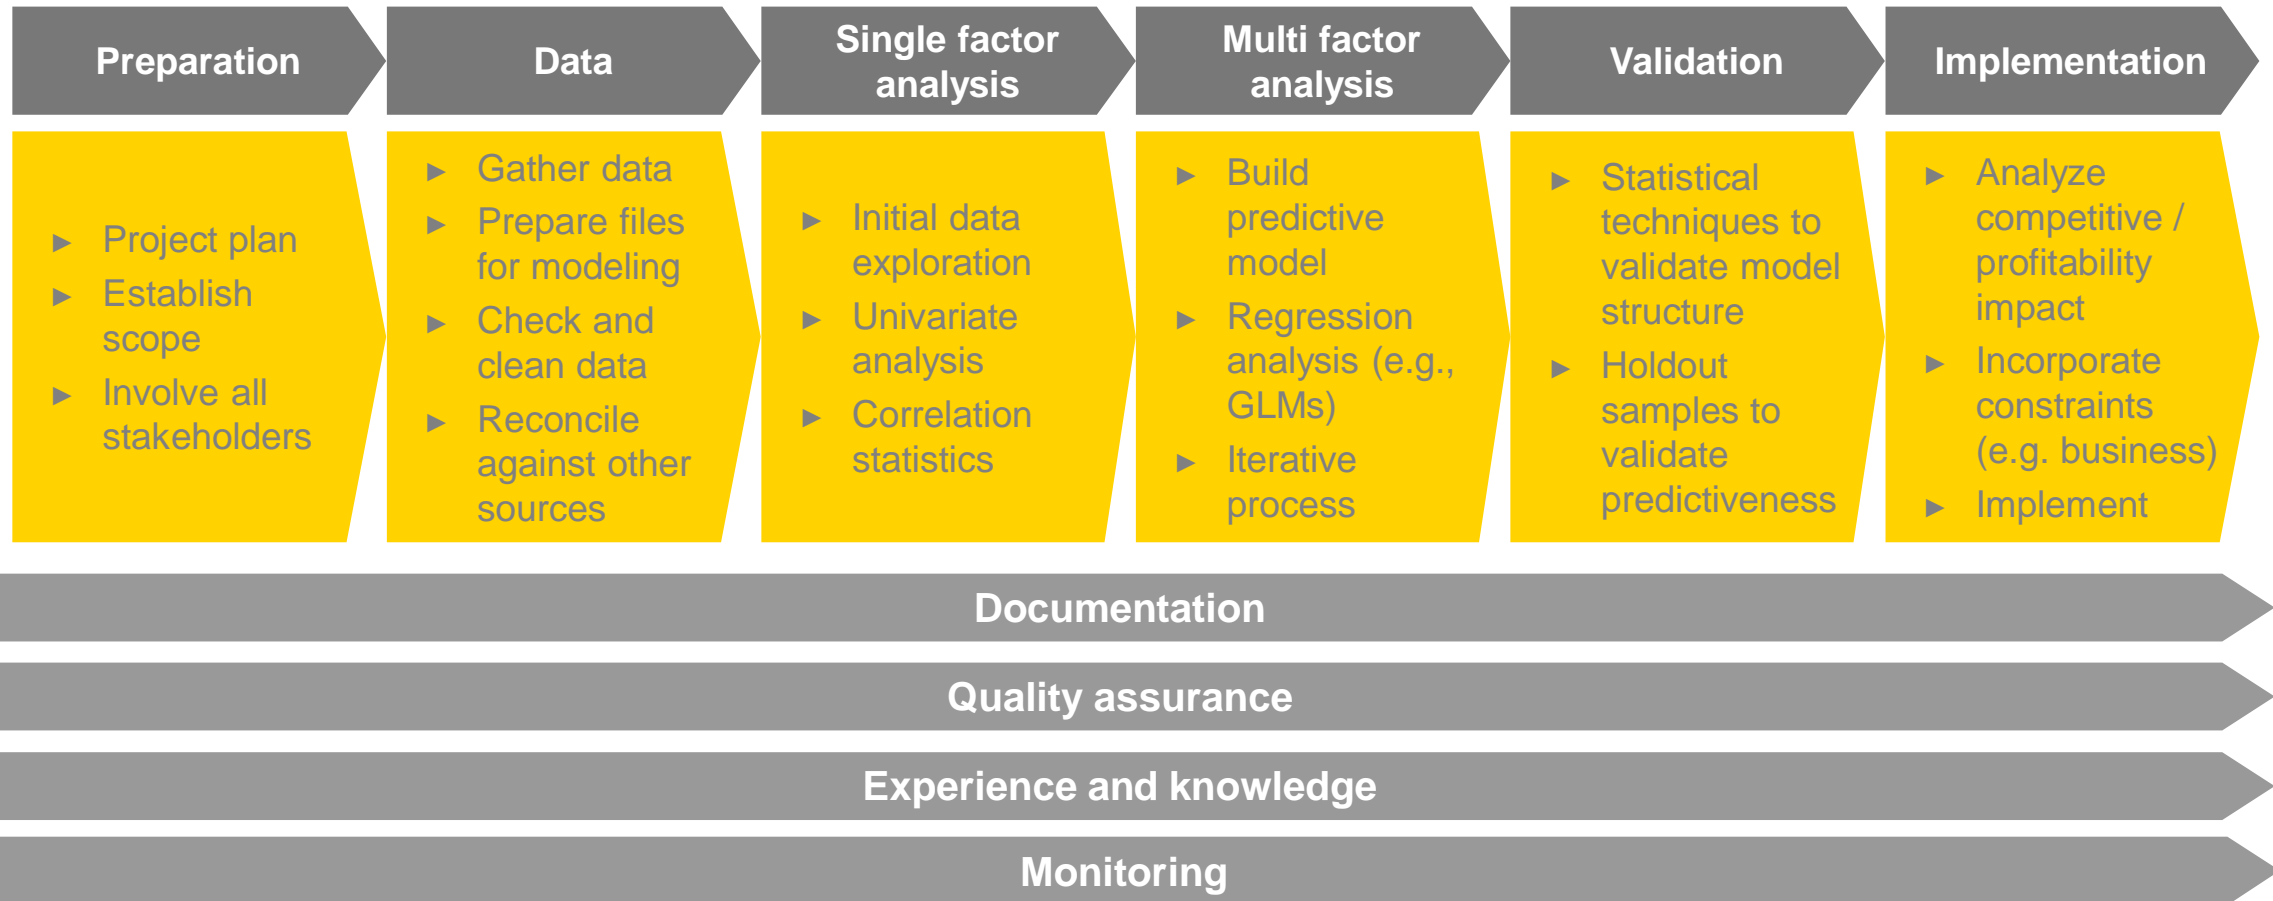 Preparation
Data
Single factor
analysis
Multi factor
analysis
Validation
Implementation
► Project plan
► Establish
scope
► Involve all
stakeholders
► Gather data
► Prepare files
for modeling
► Check and
clean data
► Reconcile
against other
sources
► Initial data
exploration
► Univariate
analysis
► Correlation
statistics
► Build
predictive
model
► Regression
analysis (e.g.,
GLMs)
► Iterative
process
► Statistical
techniques to
validate model
structure
► Holdout
samples to
validate
predictiveness
► Analyze
competitive /
profitability
impact
► Incorporate
constraints
(e.g. business)
► Implement
Documentation
Quality assurance
Experience and knowledge
Monitoring